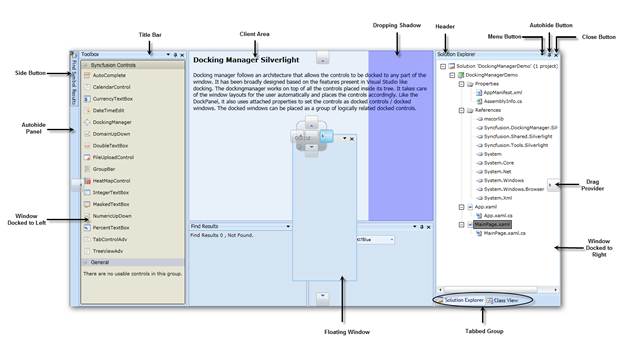 Title Bar
Client Area
Dropping Shadow
Header
Autohide Button
Menu Button
Close Button
Side Button
Autohide Panel
Window Docked to Left
Find Symbol Results
Toolbox
Syncfusion Controls
AutoComplete
CalendarControl
CurrencyTextBox
DateTimeEdit
DockingManager
DomainUpDown
DoubleTextBox
FileUploadControl
GroupBar
HeatMapControl
IntegerTextBox
MaskedTextBox
NumericUpDown
PercentTextBox
TabControlAdv
TreeViewAdv
General
There are no usable controls in this group.
Docking Manager Silverlight
Docking manager follows an architecture that allows the controls to be docked to any part of the
window. It has been broadly designed based on the features present in Visual Studio like
docking. The dockingmanager works on top of all the controls placed inside its tree. It takes care
of the window layouts for the user automatically and places the controls accordingly. Like the
DockPanel, it also uses attached properties to set the controls as docked controls / docked
windows. The docked windows can be placed as a group of logically related docked controls.
Find Results
Find Results 0 , Not Found.
07Blue
Solution Explorer
Solution 'DockingManagerDemo' (1 project)
DockingManagerDemo
Properties
AppManifest.xml
AssemblyInfo.cs
References
mscorlib
Syncfusion.DockingManager.Sil
Syncfusion.Shared.Silverlight
Syncfusion.Tools.Silverlight
System
System.Core
System.Net
System.Windows
System.Windows.Browser
System.Xml
App.xaml
App.xaml.cs
MainPage.xaml
MainPage.xaml.cs
Solution Explorer
Class View
Drag Provider
Window Docked to Right
Floating Window
Tabbed Group